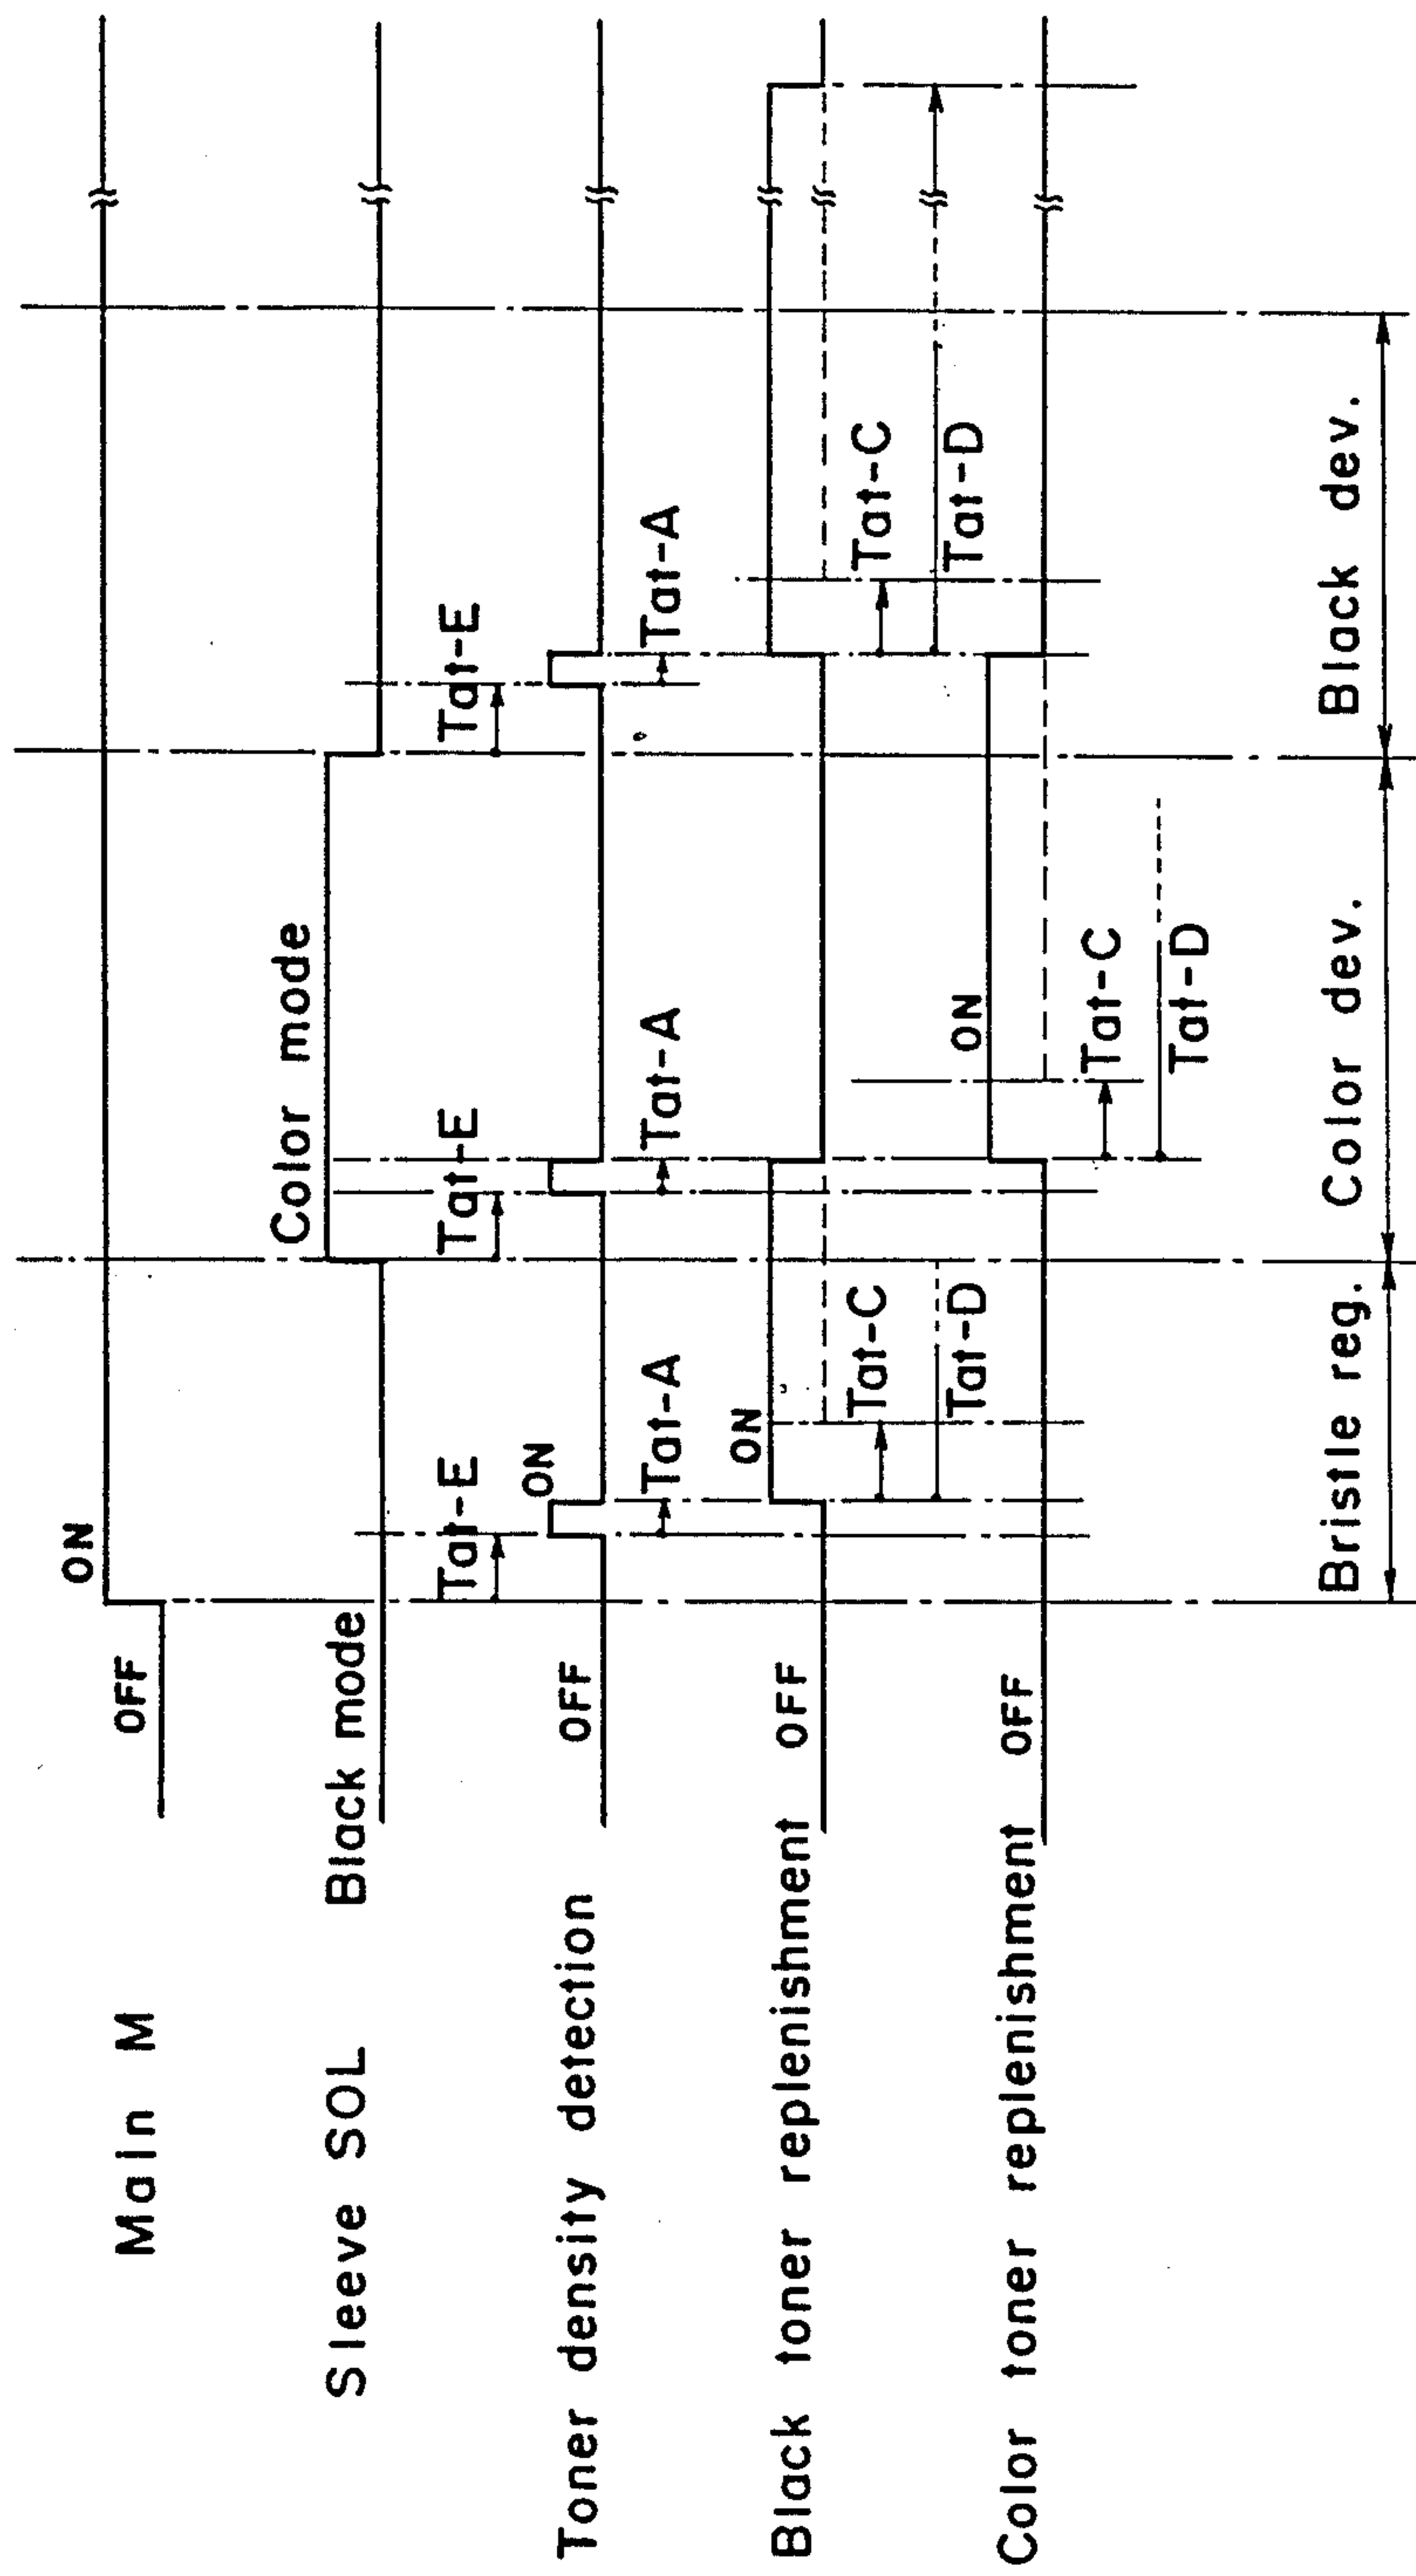 Main M
OFF
ON
Sleeve SOL
Black mode
Color mode
Tat-E
Tat-E
Tat-E
Toner density detection
OFF
ON
Tat-A
Tat-A
Tat-A
Black toner replenishment
OFF
ON
Tat-C
Tat-C
Tat-D
Tat-D
Color toner replenishment
OFF
ON
Tat-C
Tat-D
Bristle reg.
Color dev.
Black dev.